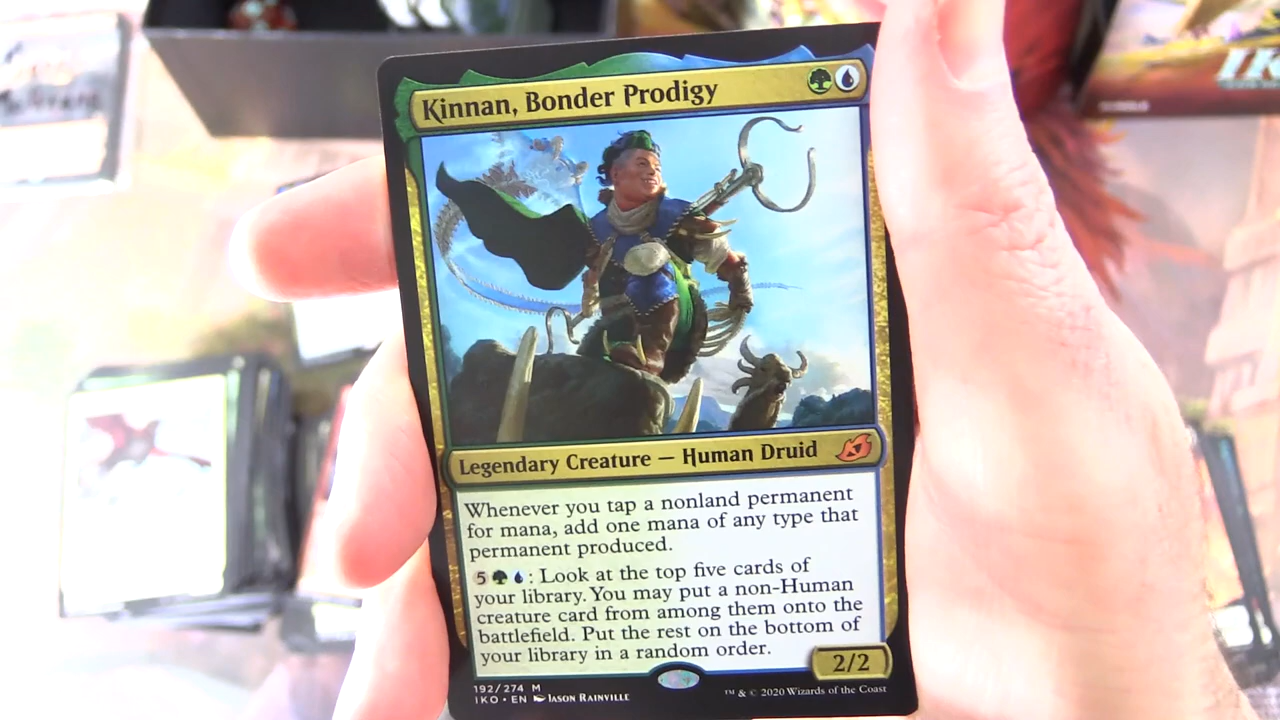 Kinnan, Bonder Prodigy
Legendary Creature — Human Druid
Whenever you tap a nonland permanent
for mana, add one mana of any type that
permanent produced.
5 : Look at the top five cards of
your library. You may put a non-Human
creature card from among them onto the
battlefield. Put the rest on the bottom of
your library in a random order.
2/2
192/274 M
IKO • EN Jason Rainville
™ & © 2020 Wizards of the Coast
IK